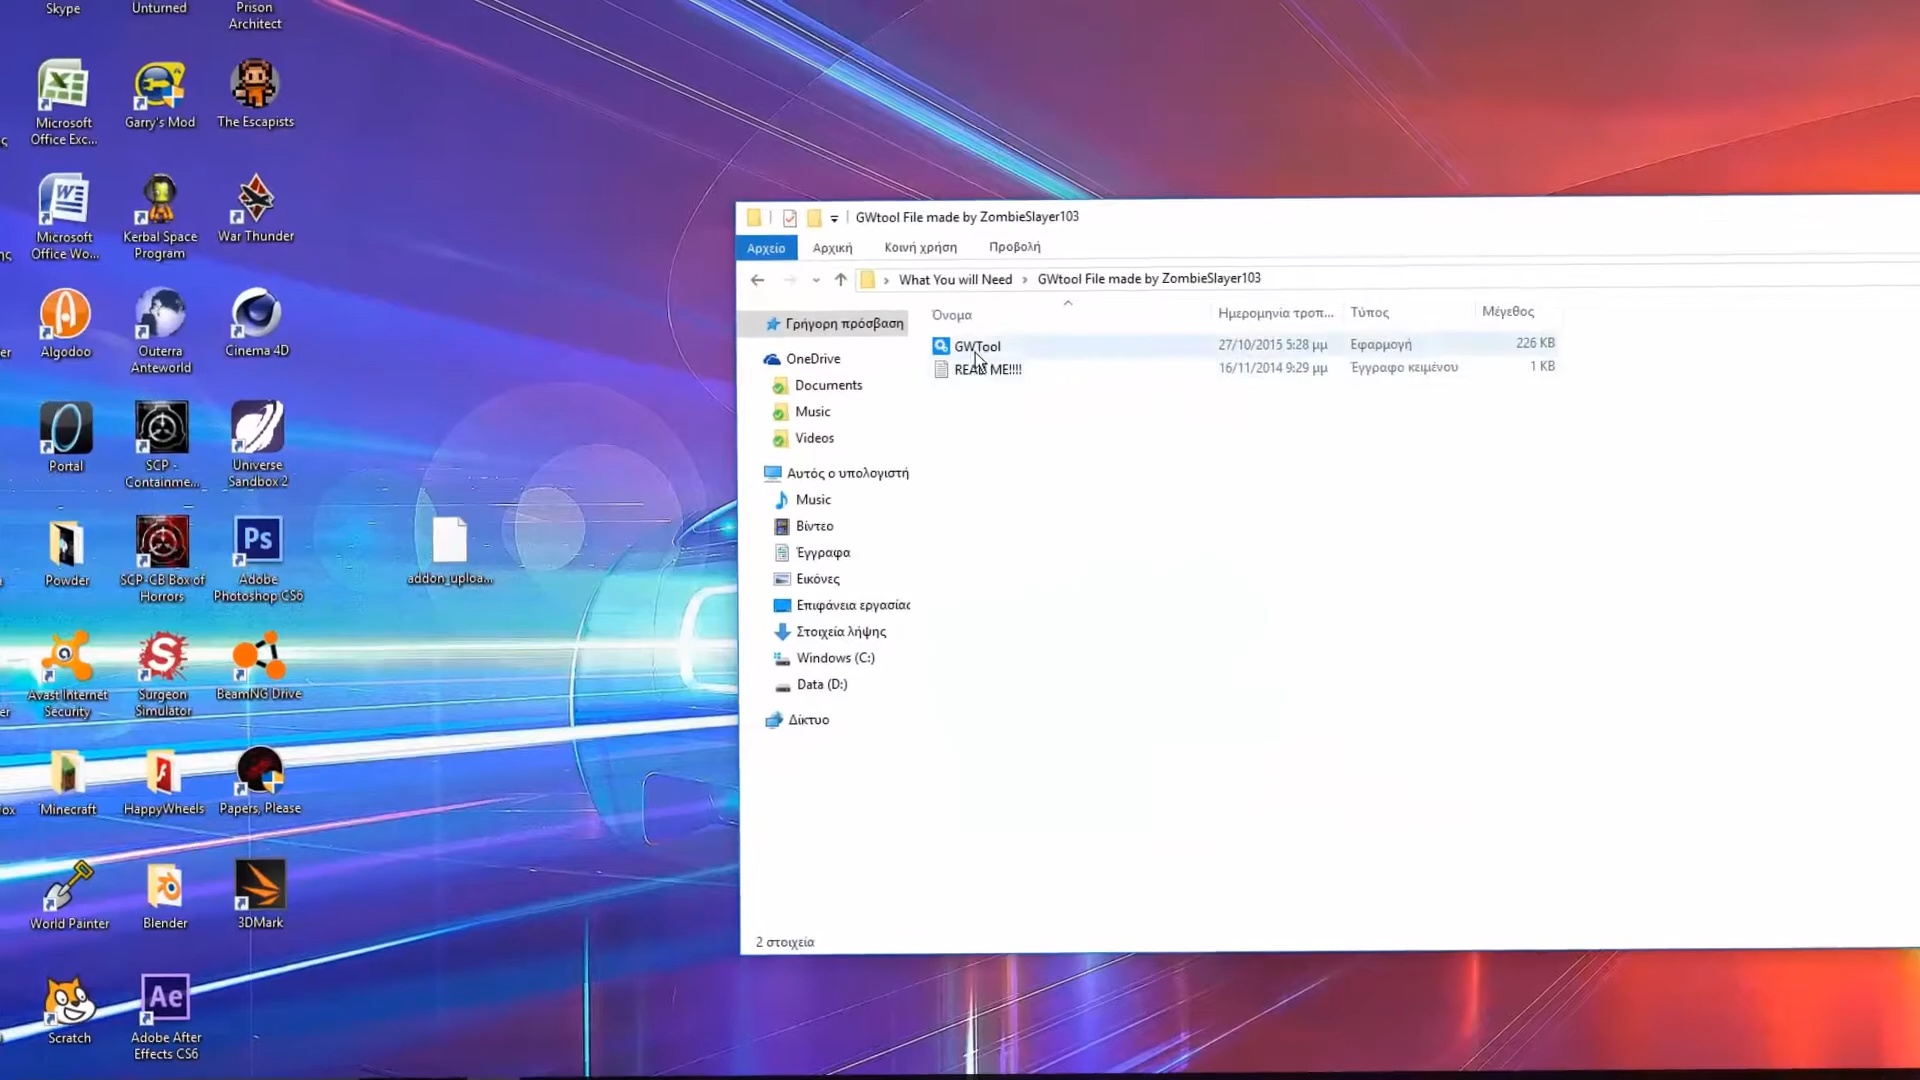 Skype
Unturned
Prison
Architect
Microsoft
Office Exc...
Garry's Mod
The Escapists
Microsoft
Office Wo...
Kerbal Space
Program
War Thunder
Algodoo
Outerra
Anteworld
Cinema 4D
Portal
SCP -
Containme...
Universe
Sandbox 2
Powder
SCP-CB Box of
Horrors
Adobe
Photoshop CS6
Avast Internet
Security
Surgeon
Simulator
BeamNG Drive
Minecraft
HappyWheels
Papers, Please
World Painter
Blender
3DMark
Scratch
Adobe After
Effects CS6
addon_uploa...
GWtool File made by ZombieSlayer103
Αρχείο Αρχική Κοινή χρήση Προβολή
What You will Need › GWtool File made by ZombieSlayer103
Όνομα Ημερομηνία τροπ... Τύπος Μέγεθος
GWTool 27/10/2015 5:28 μμ Εφαρμογή 226 KB
READ ME!!!! 16/11/2014 9:29 μμ Έγγραφο κειμένου 1 KB
Γρήγορη πρόσβαση
OneDrive
Documents
Music
Videos
Αυτός ο υπολογιστή
Music
Βίντεο
Έγγραφα
Εικόνες
Επιφάνεια εργασίας
Στοιχεία λήψης
Windows (C:)
Data (D:)
Δίκτυο
2 στοιχεία